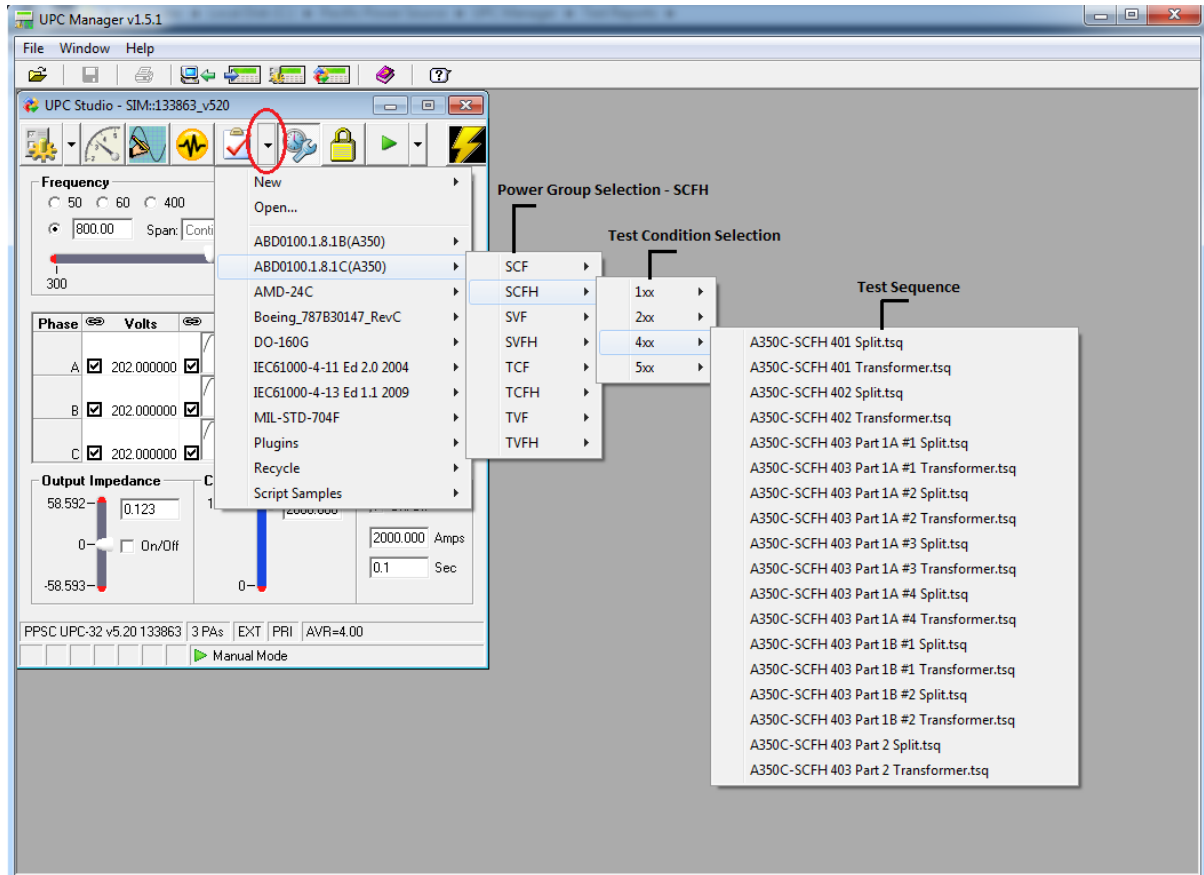 UPC Manager v1.5.1
File Window Help
UPC Studio - SIM::133863_v520
Frequency
50 60 400
800.00 Span: Conti
300
Phase Volts
A 202.000000
B 202.000000
C 202.000000
Output Impedance C
58.592 0.123 1 2000.000
0 On/Off
2000.000 Amps
0.1 Sec
-58.593 0
PPSC UPC-32 v5.20 133863 3 PAs EXT PRI AVR=4.00
Manual Mode
New
Open...
ABD0100.1.8.1B(A350)
ABD0100.1.8.1C(A350)
AMD-24C
Boeing_787B30147_RevC
DO-160G
IEC61000-4-11 Ed 2.0 2004
IEC61000-4-13 Ed 1.1 2009
MIL-STD-704F
Plugins
Recycle
Script Samples
Power Group Selection - SCFH
SCF
SCFH
SVF
SVFH
TCF
TCFH
TVF
TVFH
Test Condition Selection
1xx
2xx
4xx
5xx
Test Sequence
A350C-SCFH 401 Split.tsq
A350C-SCFH 401 Transformer.tsq
A350C-SCFH 402 Split.tsq
A350C-SCFH 402 Transformer.tsq
A350C-SCFH 403 Part 1A #1 Split.tsq
A350C-SCFH 403 Part 1A #1 Transformer.tsq
A350C-SCFH 403 Part 1A #2 Split.tsq
A350C-SCFH 403 Part 1A #2 Transformer.tsq
A350C-SCFH 403 Part 1A #3 Split.tsq
A350C-SCFH 403 Part 1A #3 Transformer.tsq
A350C-SCFH 403 Part 1A #4 Split.tsq
A350C-SCFH 403 Part 1A #4 Transformer.tsq
A350C-SCFH 403 Part 1B #1 Split.tsq
A350C-SCFH 403 Part 1B #1 Transformer.tsq
A350C-SCFH 403 Part 1B #2 Split.tsq
A350C-SCFH 403 Part 1B #2 Transformer.tsq
A350C-SCFH 403 Part 2 Split.tsq
A350C-SCFH 403 Part 2 Transformer.tsq